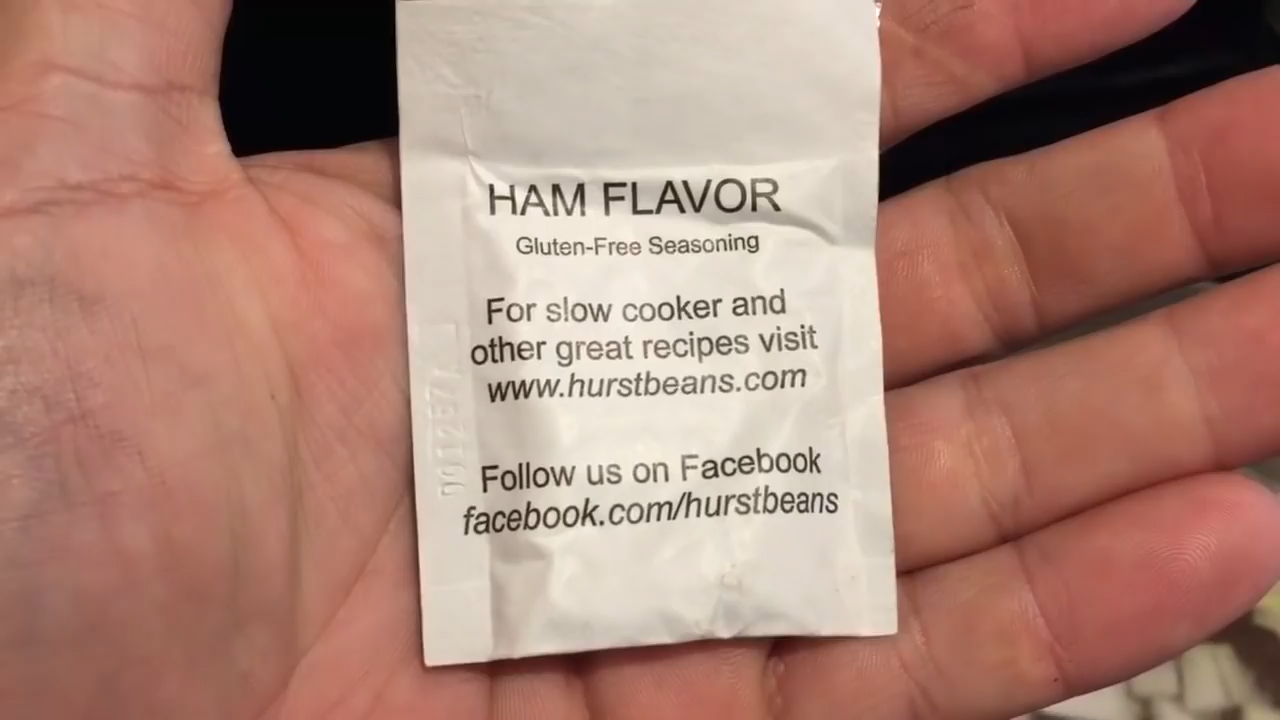 HAM FLAVOR
Gluten-Free Seasoning
For slow cooker and
other great recipes visit
www.hurstbeans.com
Follow us on Facebook
facebook.com/hurstbeans